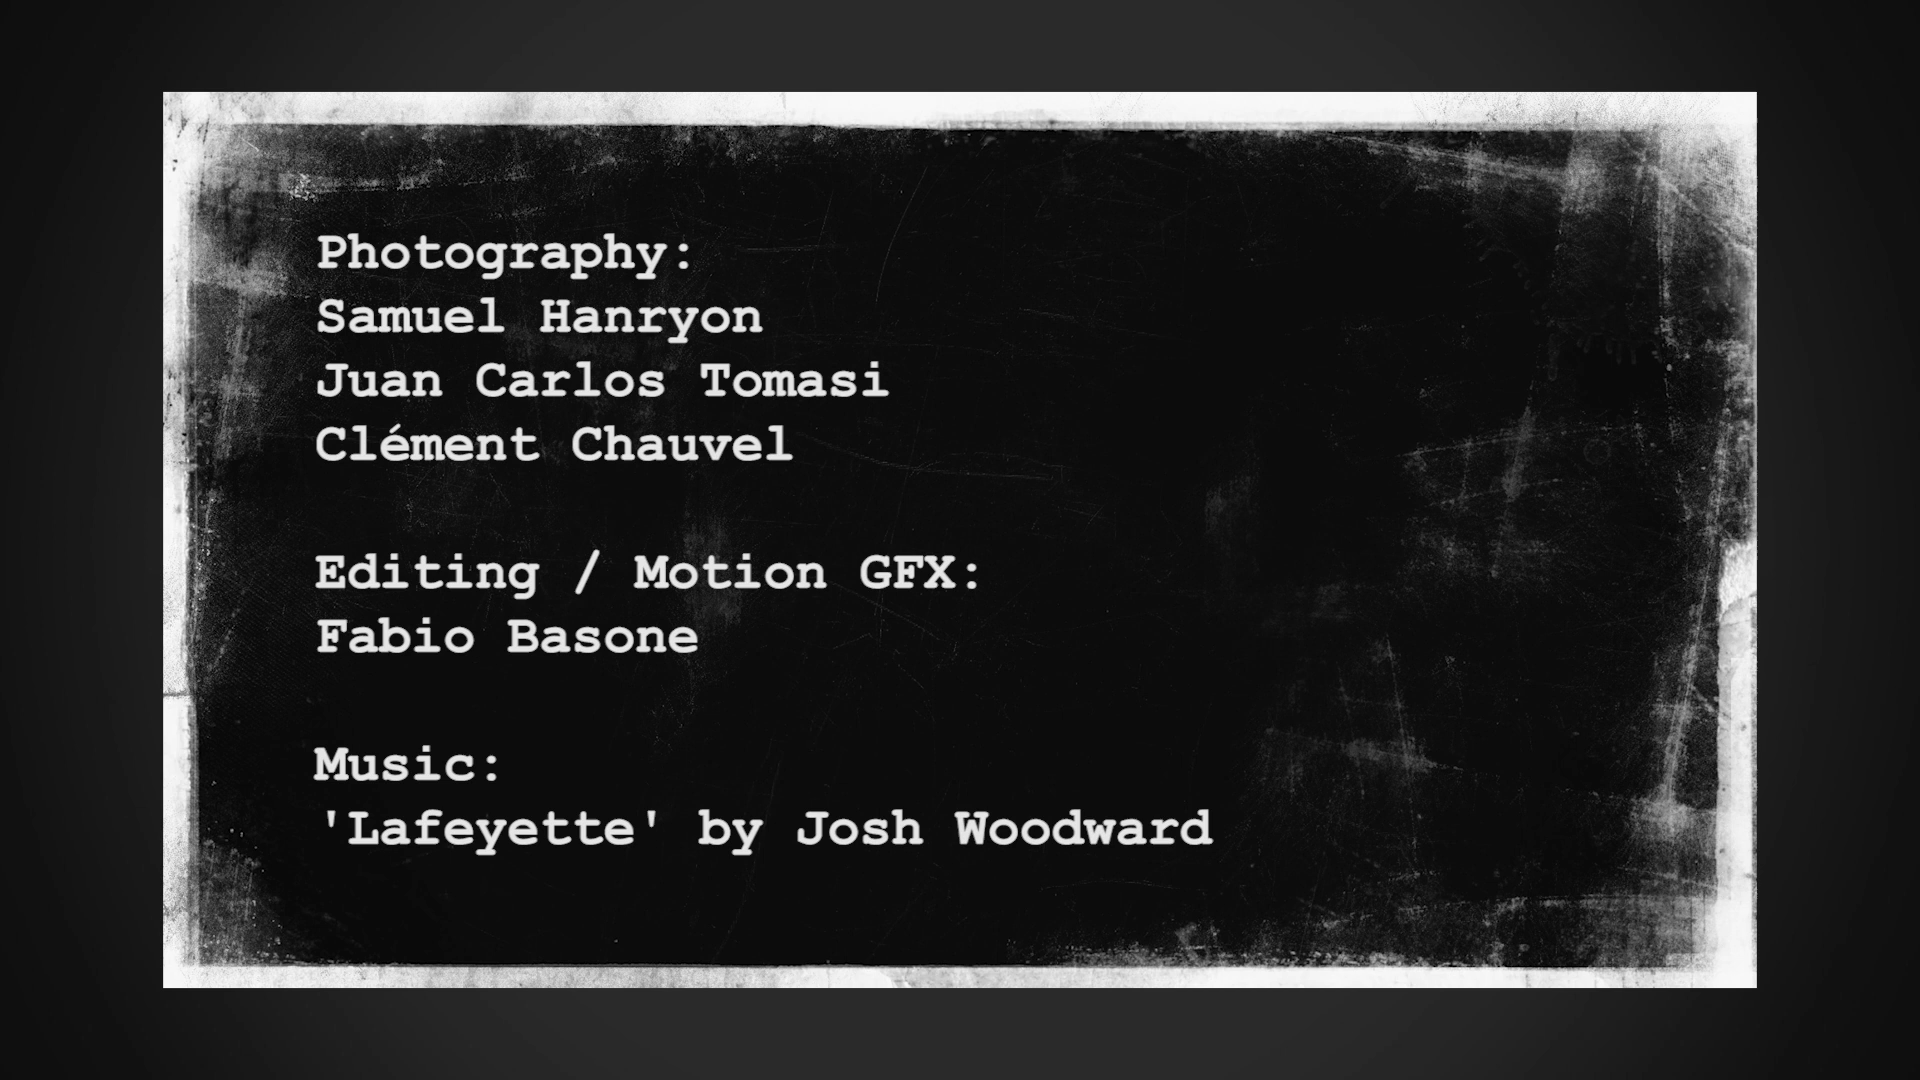 Photography:
Samuel Hanryon
Juan Carlos Tomasi
Clément Chauvel
Editing / Motion GFX:
Fabio Basone
Music:
'Lafeyette' by Josh Woodward